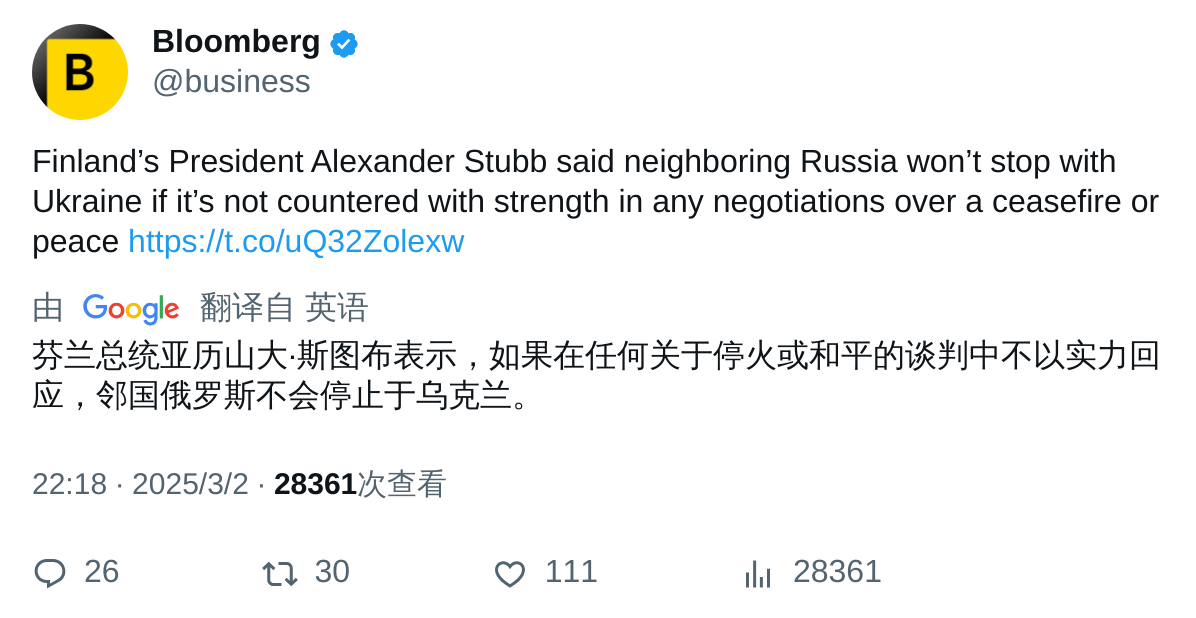 Bloomberg
@business
Finland’s President Alexander Stubb said neighboring Russia won’t stop with
Ukraine if it’s not countered with strength in any negotiations over a ceasefire or
peace https://t.co/uQ32Zolexw
由 Google 翻译自 英语
芬兰总统亚历山大·斯图布表示，如果在任何关于停火或和平的谈判中不以实力回
应，邻国俄罗斯不会停止于乌克兰。
22:18 · 2025/3/2 · 28361次查看
26 30 111 28361